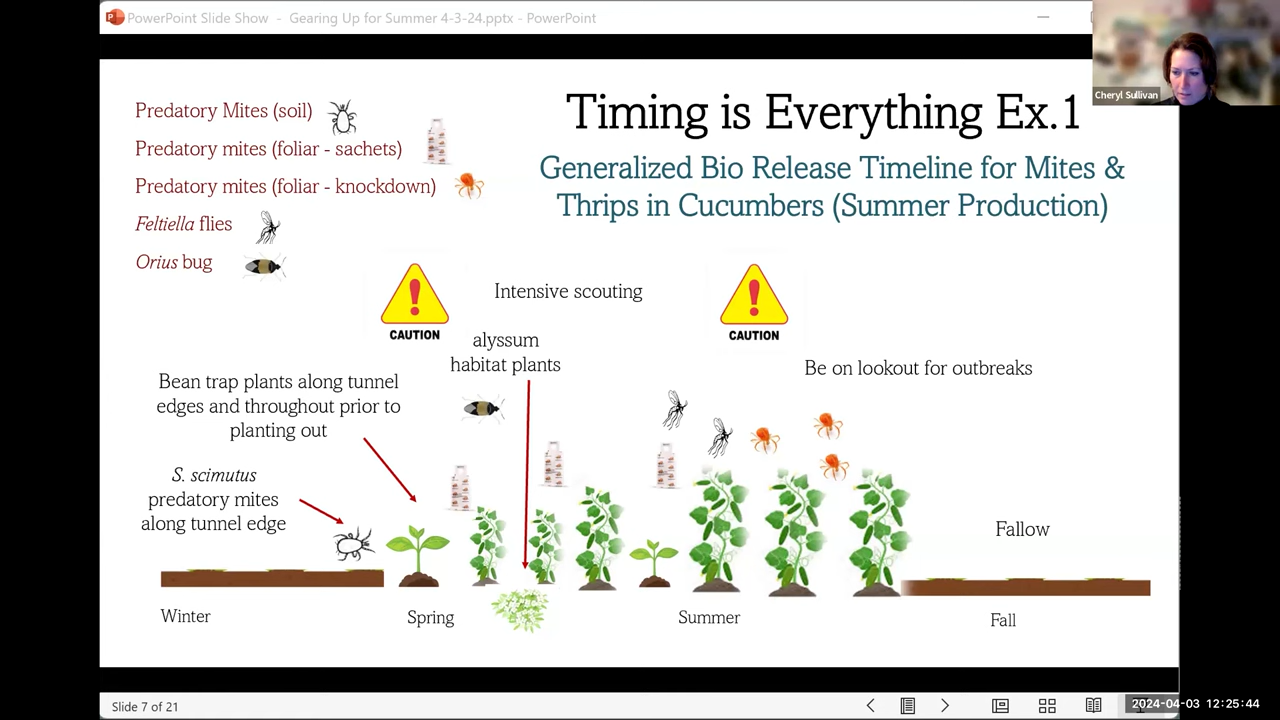 PowerPoint Slide Show - Gearing Up for Summer 4-3-24.pptx - PowerPoint
Cheryl Sullivan
Predatory Mites (soil)
Predatory mites (foliar - sachets)
Predatory mites (foliar - knockdown)
Feltiella flies
Orius bug
Timing is Everything Ex.1
Generalized Bio Release Timeline for Mites &
Thrips in Cucumbers (Summer Production)
CAUTION
Intensive scouting
CAUTION
alyssum
habitat plants
Be on lookout for outbreaks
Bean trap plants along tunnel
edges and throughout prior to
planting out
S. scimutus
predatory mites
along tunnel edge
Fallow
Winter
Spring
Summer
Fall
Slide 7 of 21
2024-04-03 12:25:44